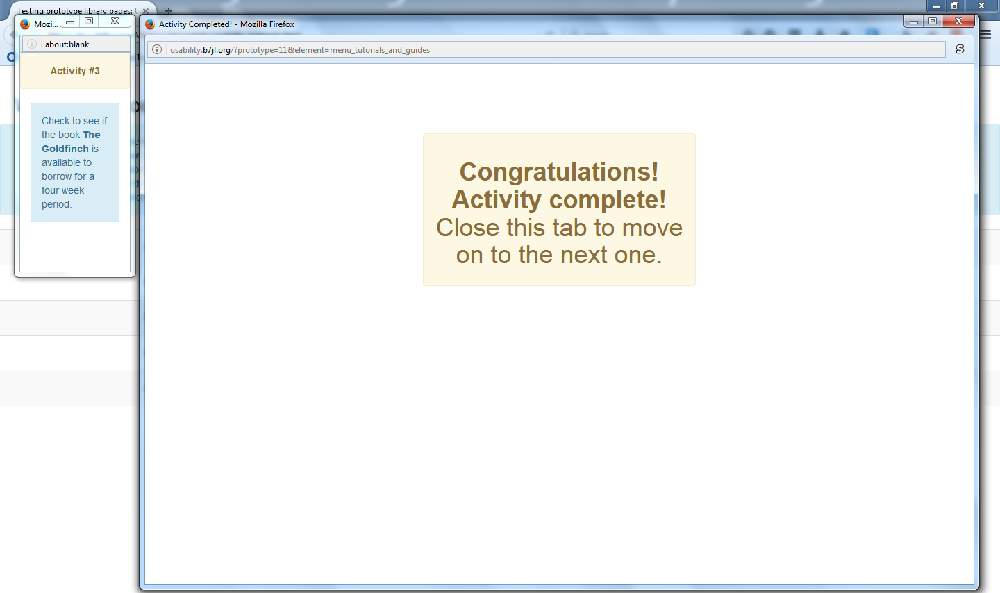 Testing prototype library pages:
Mozi...
about:blank
Activity #3
Check to see if
the book The
Goldfinch is
available to
borrow for a
four week
period.
Activity Completed! - Mozilla Firefox
usability.b7jl.org/?prototype=11&element=menu_tutorials_and_guides
S
Congratulations!
Activity complete!
Close this tab to move
on to the next one.